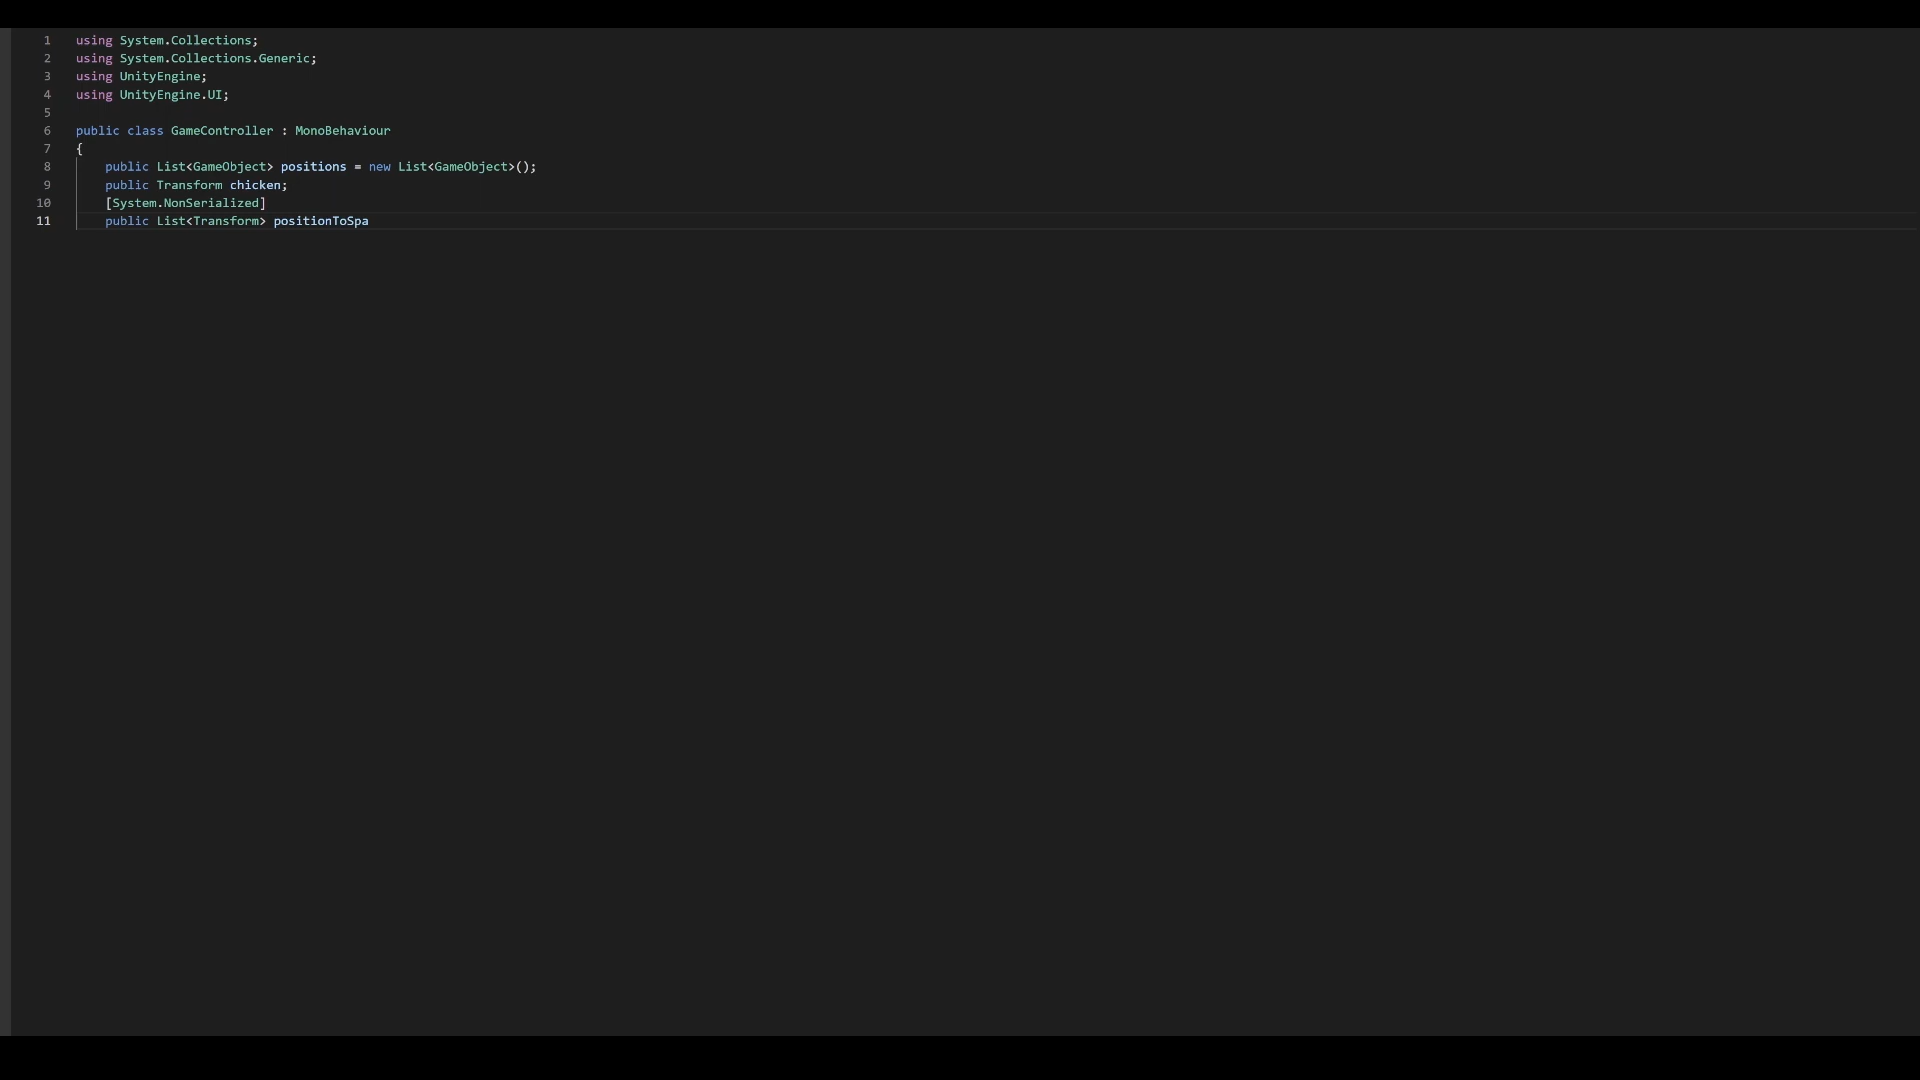 1 using System.Collections;
2 using System.Collections.Generic;
3 using UnityEngine;
4 using UnityEngine.UI;
5
6 public class GameController : MonoBehaviour
7 {
8 public List<GameObject> positions = new List<GameObject>();
9 public Transform chicken;
10 [System.NonSerialized]
11 public List<Transform> positionToSpa